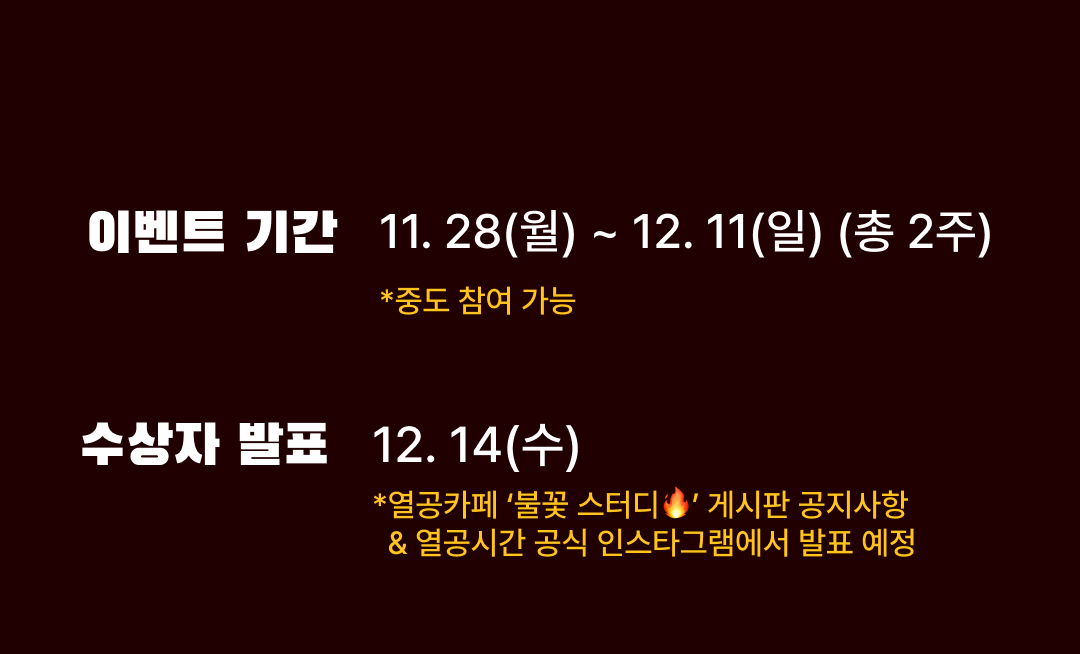 이벤트 기간 11. 28(월) ~ 12. 11(일) (총 2주)
*중도 참여 가능
수상자 발표 12. 14(수)
*열공카페 ‘불꽃 스터디🔥’ 게시판 공지사항
& 열공시간 공식 인스타그램에서 발표 예정